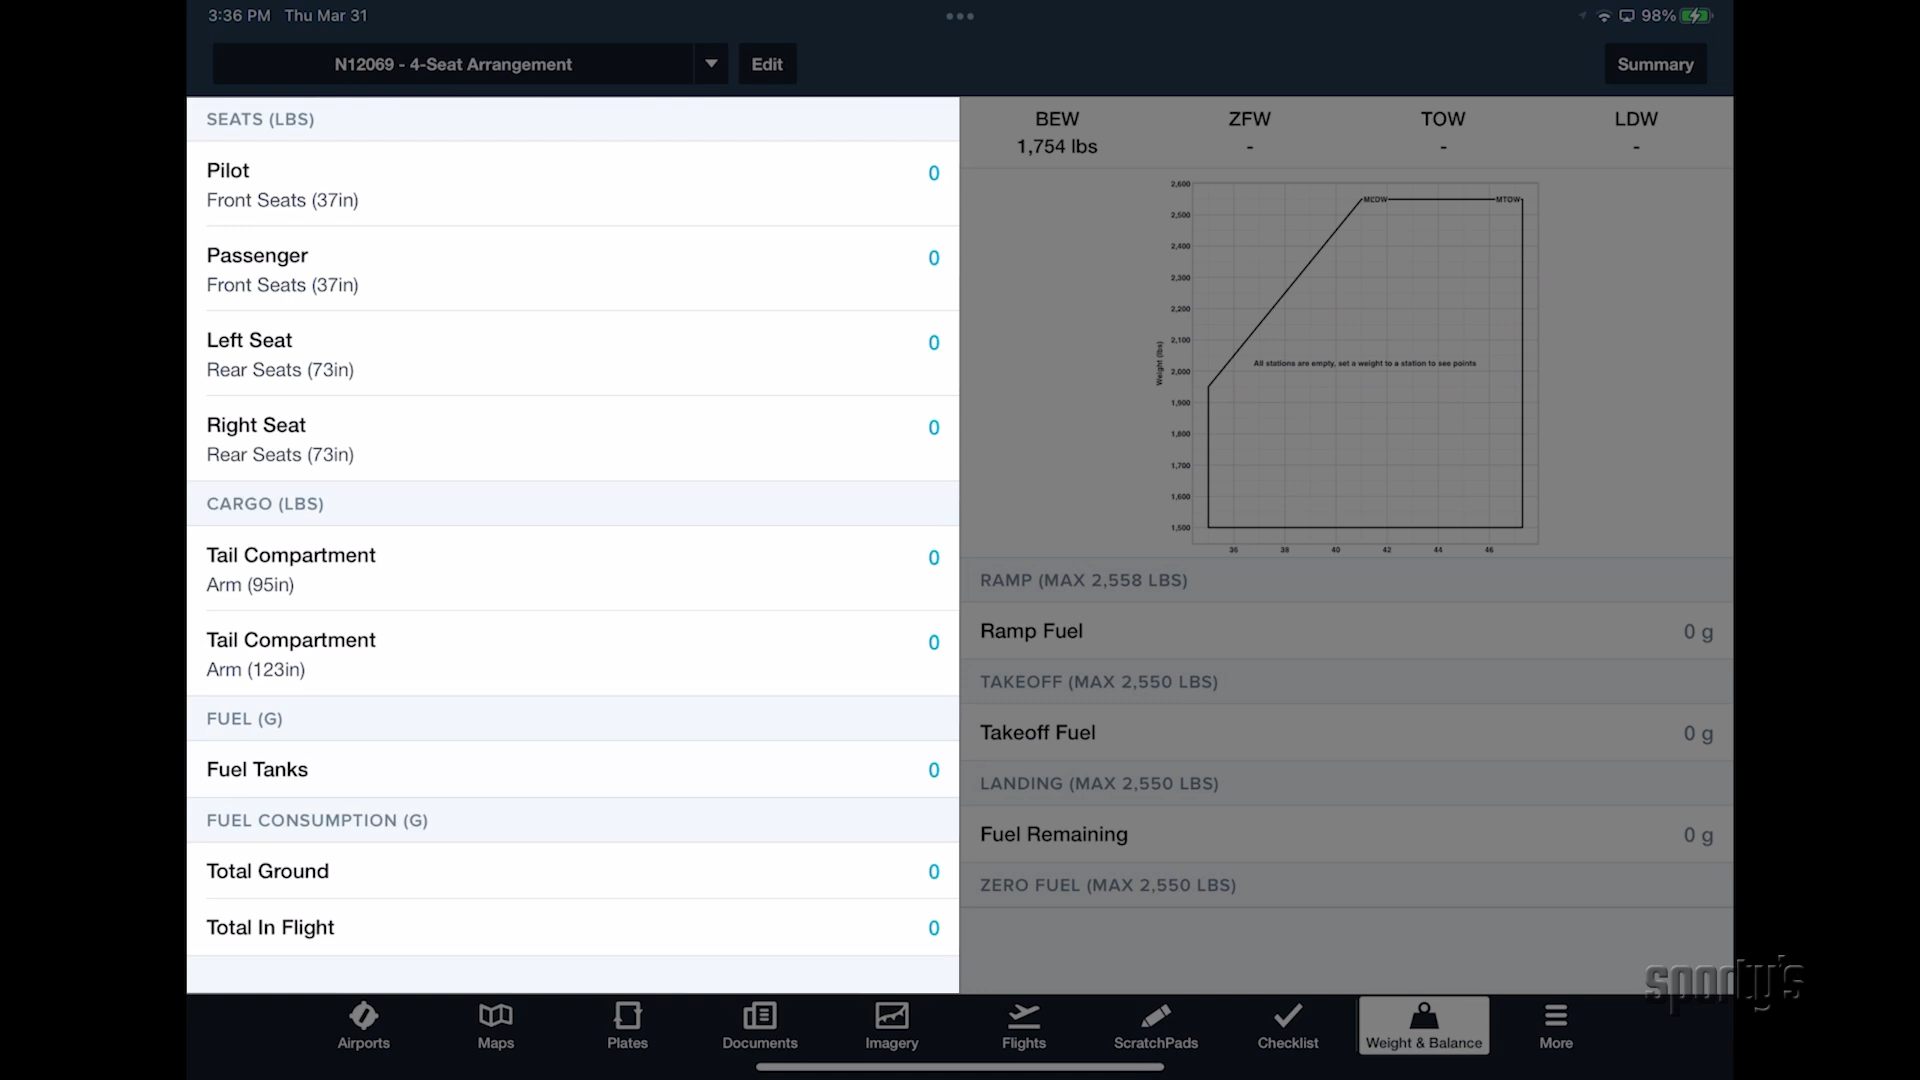 3:36 PM Thu Mar 31
98%
N12069 - 4-Seat Arrangement
Edit
Summary
SEATS (LBS)
Pilot 0
Front Seats (37in)
Passenger 0
Front Seats (37in)
Left Seat 0
Rear Seats (73in)
Right Seat 0
Rear Seats (73in)
CARGO (LBS)
Tail Compartment 0
Arm (95in)
Tail Compartment 0
Arm (123in)
FUEL (G)
Fuel Tanks 0
FUEL CONSUMPTION (G)
Total Ground 0
Total In Flight 0
BEW ZFW TOW LDW
1,754 lbs - - -
2,600
MCDW MTOW
2,500
2,400
2,300
2,200
2,100
Weight (lbs)
All stations are empty, set a weight to a station to see points
2,000
1,900
1,800
1,700
1,600
1,500
36 38 40 42 44 46
RAMP (MAX 2,558 LBS)
Ramp Fuel 0 g
TAKEOFF (MAX 2,550 LBS)
Takeoff Fuel 0 g
LANDING (MAX 2,550 LBS)
Fuel Remaining 0 g
ZERO FUEL (MAX 2,550 LBS)
sporty's
Airports Maps Plates Documents Imagery Flights ScratchPads Checklist Weight & Balance More